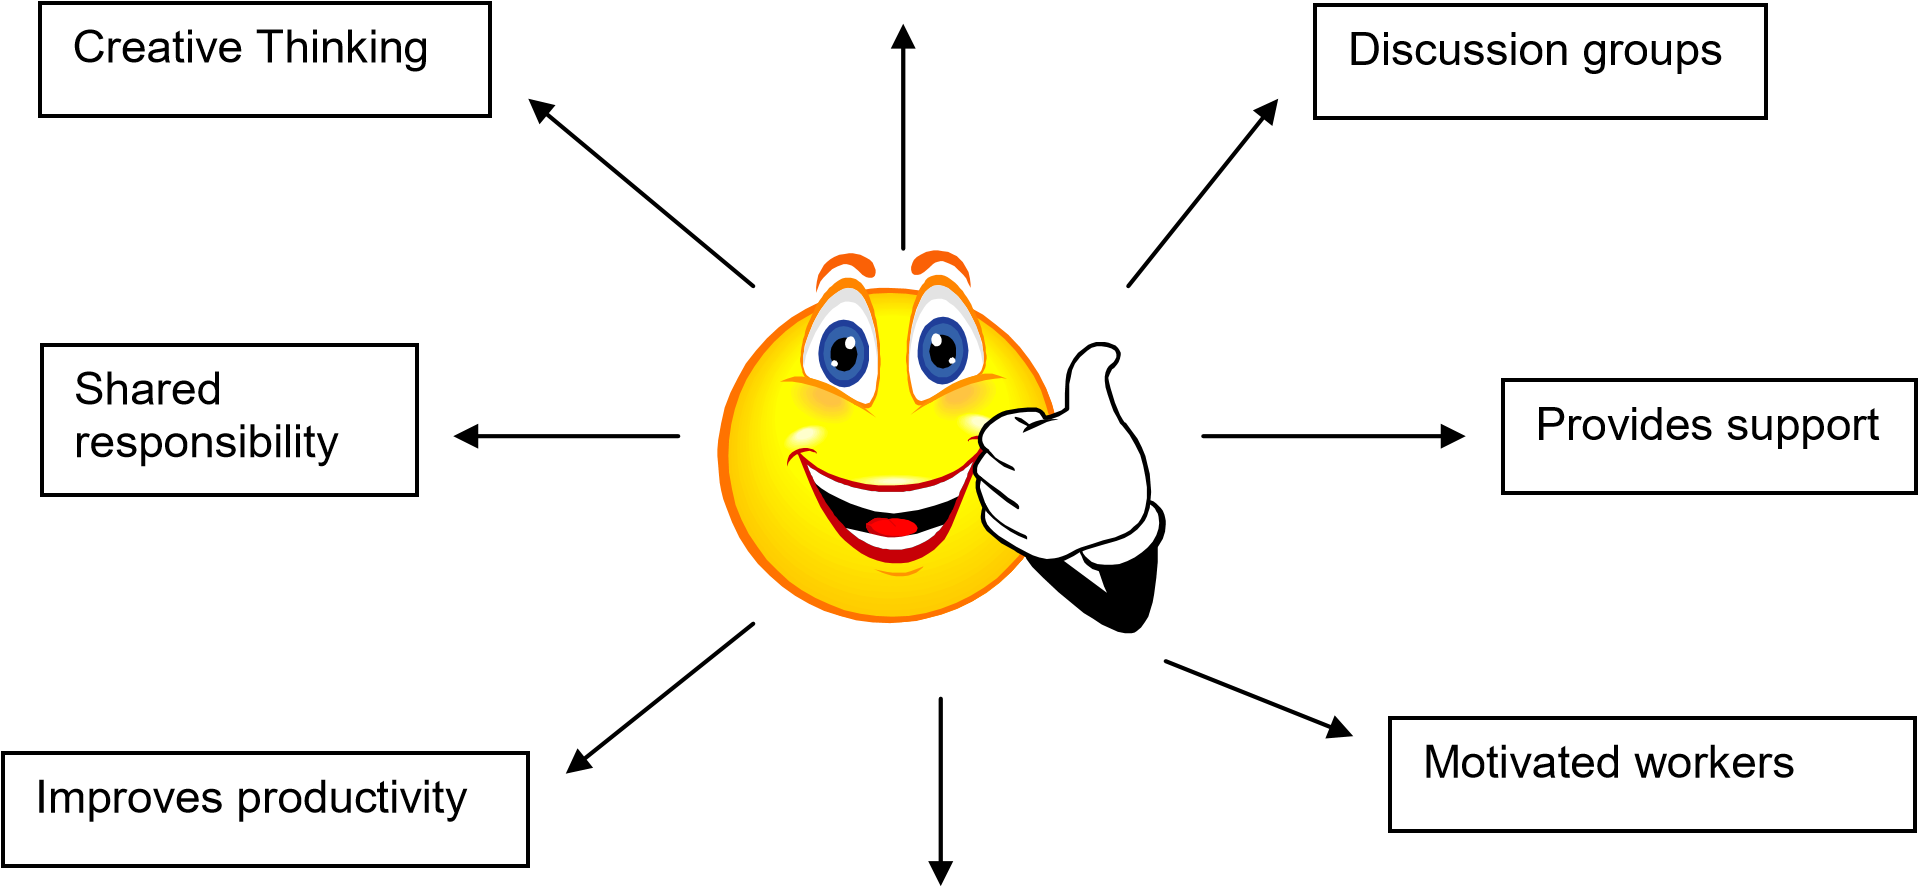 Creative Thinking
Discussion groups
Shared
responsibility
Provides support
Improves productivity
Motivated workers